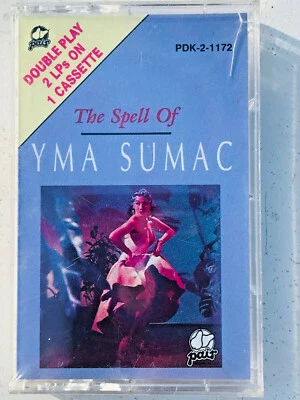 pair
DOUBLE PLAY
2 LPs ON
1 CASSETTE
PDK-2-1172
The Spell Of
YMA SUMAC
pair